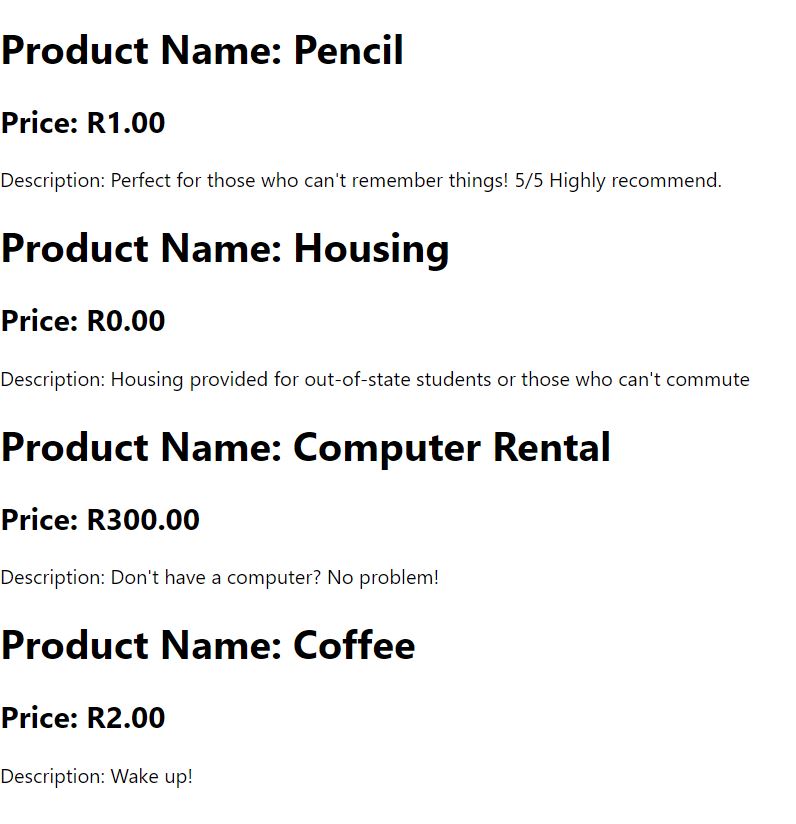 Product Name: Pencil
Price: R1.00
Description: Perfect for those who can't remember things! 5/5 Highly recommend.
Product Name: Housing
Price: R0.00
Description: Housing provided for out-of-state students or those who can't commute
Product Name: Computer Rental
Price: R300.00
Description: Don't have a computer? No problem!
Product Name: Coffee
Price: R2.00
Description: Wake up!